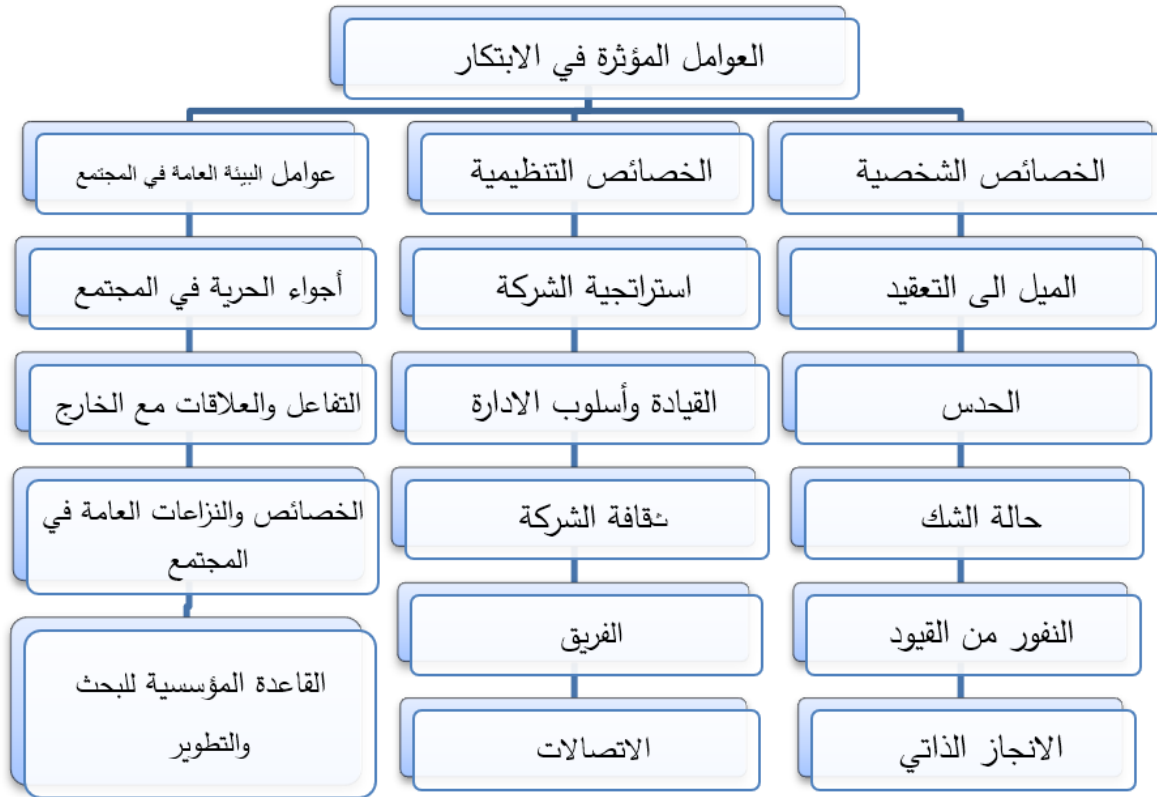 العوامل المؤثرة في الابتكار
الخصائص الشخصية
الميل الى التعقيد
الحدس
حالة الشك
النفور من القيود
الانجاز الذاتي
الخصائص التنظيمية
استراتجية الشركة
القيادة وأسلوب الادارة
ثقافة الشركة
الفريق
الاتصالات
عوامل البيئة العامة في المجتمع
أجواء الحرية في المجتمع
التفاعل والعلاقات مع الخارج
الخصائص والنزاعات العامة في
المجتمع
القاعدة المؤسسية للبحث
والتطوير